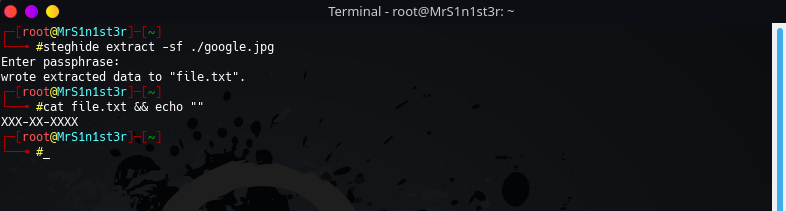 Terminal - root@MrS1n1st3r: ~
┌─[root@MrS1n1st3r]─[~]
└──╼ #steghide extract -sf ./google.jpg
Enter passphrase:
wrote extracted data to "file.txt".
┌─[root@MrS1n1st3r]─[~]
└──╼ #cat file.txt && echo ""
XXX-XX-XXXX
┌─[root@MrS1n1st3r]─[~]
└──╼ #_